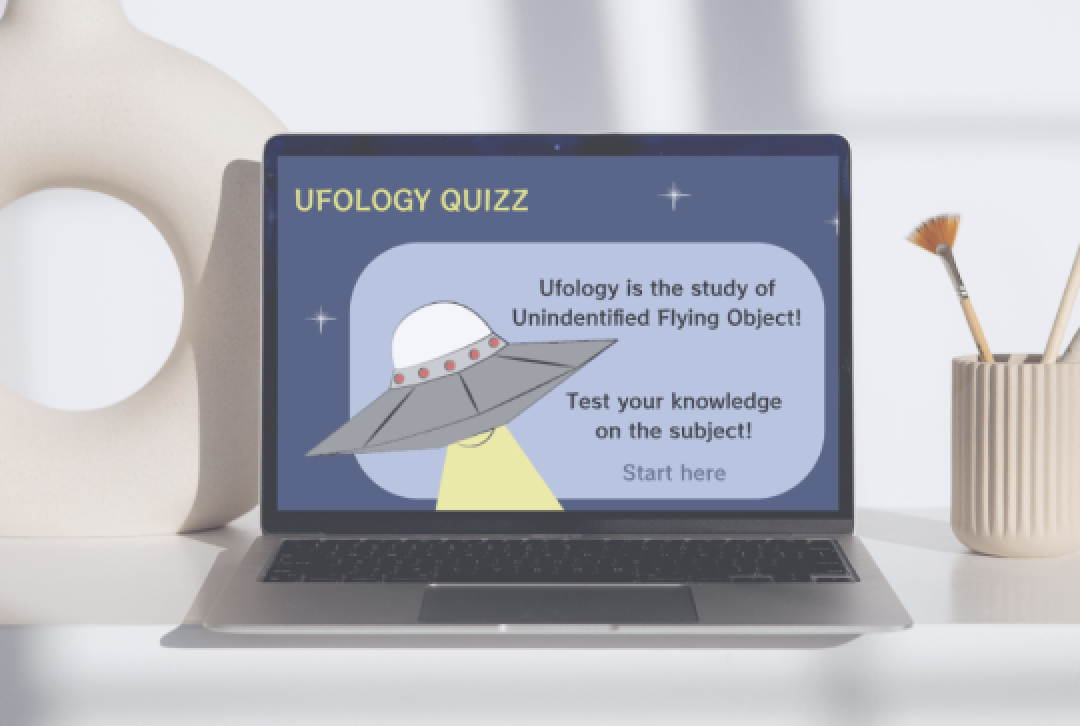 UFOLOGY QUIZZ
Ufology is the study of
Unindentified Flying Object!
Test your knowledge
on the subject!
Start here